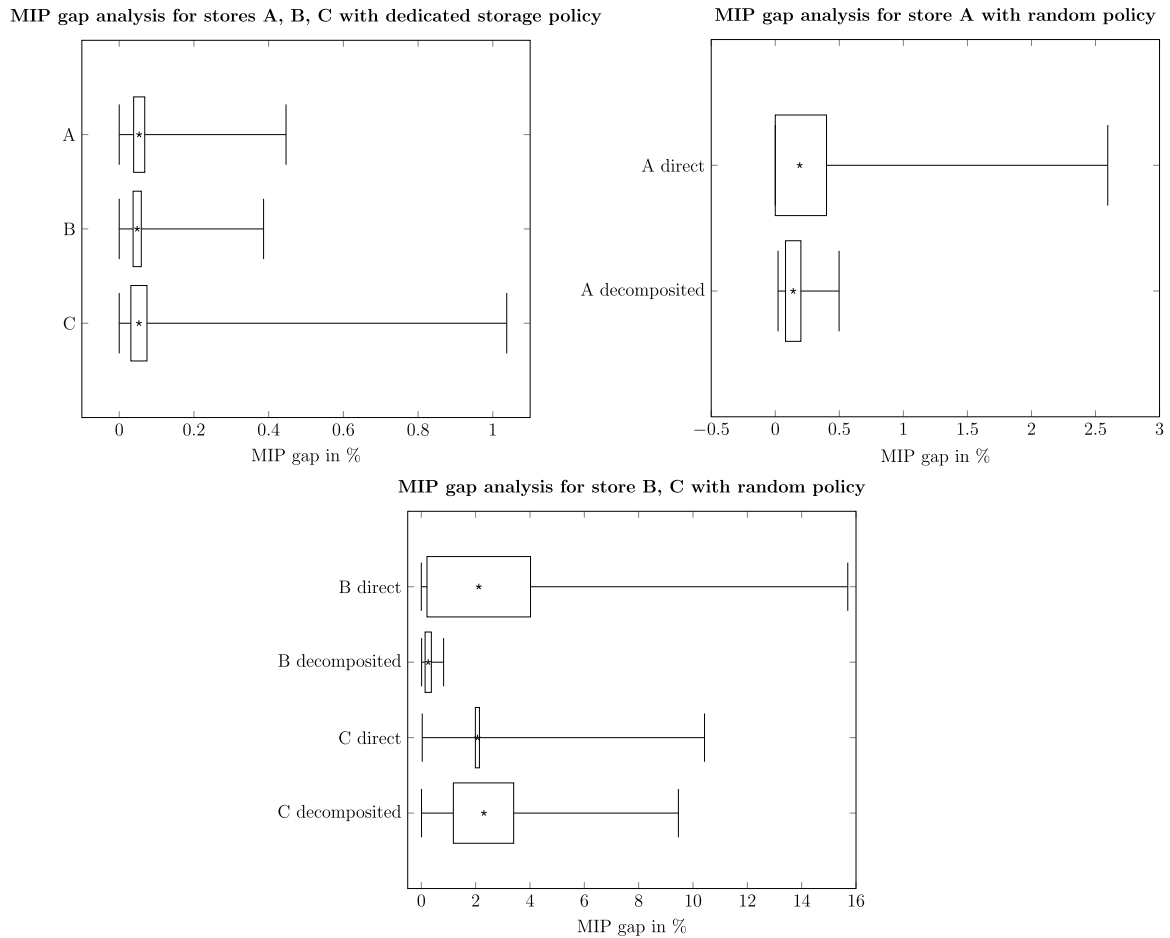 MIP gap analysis for stores A, B, C with dedicated storage policy
A
B
C
0 0.2 0.4 0.6 0.8 1
MIP gap in %
MIP gap analysis for store A with random policy
A direct
A decomposited
−0.5 0 0.5 1 1.5 2 2.5 3
MIP gap in %
MIP gap analysis for store B, C with random policy
B direct
B decomposited
C direct
C decomposited
0 2 4 6 8 10 12 14 16
MIP gap in %